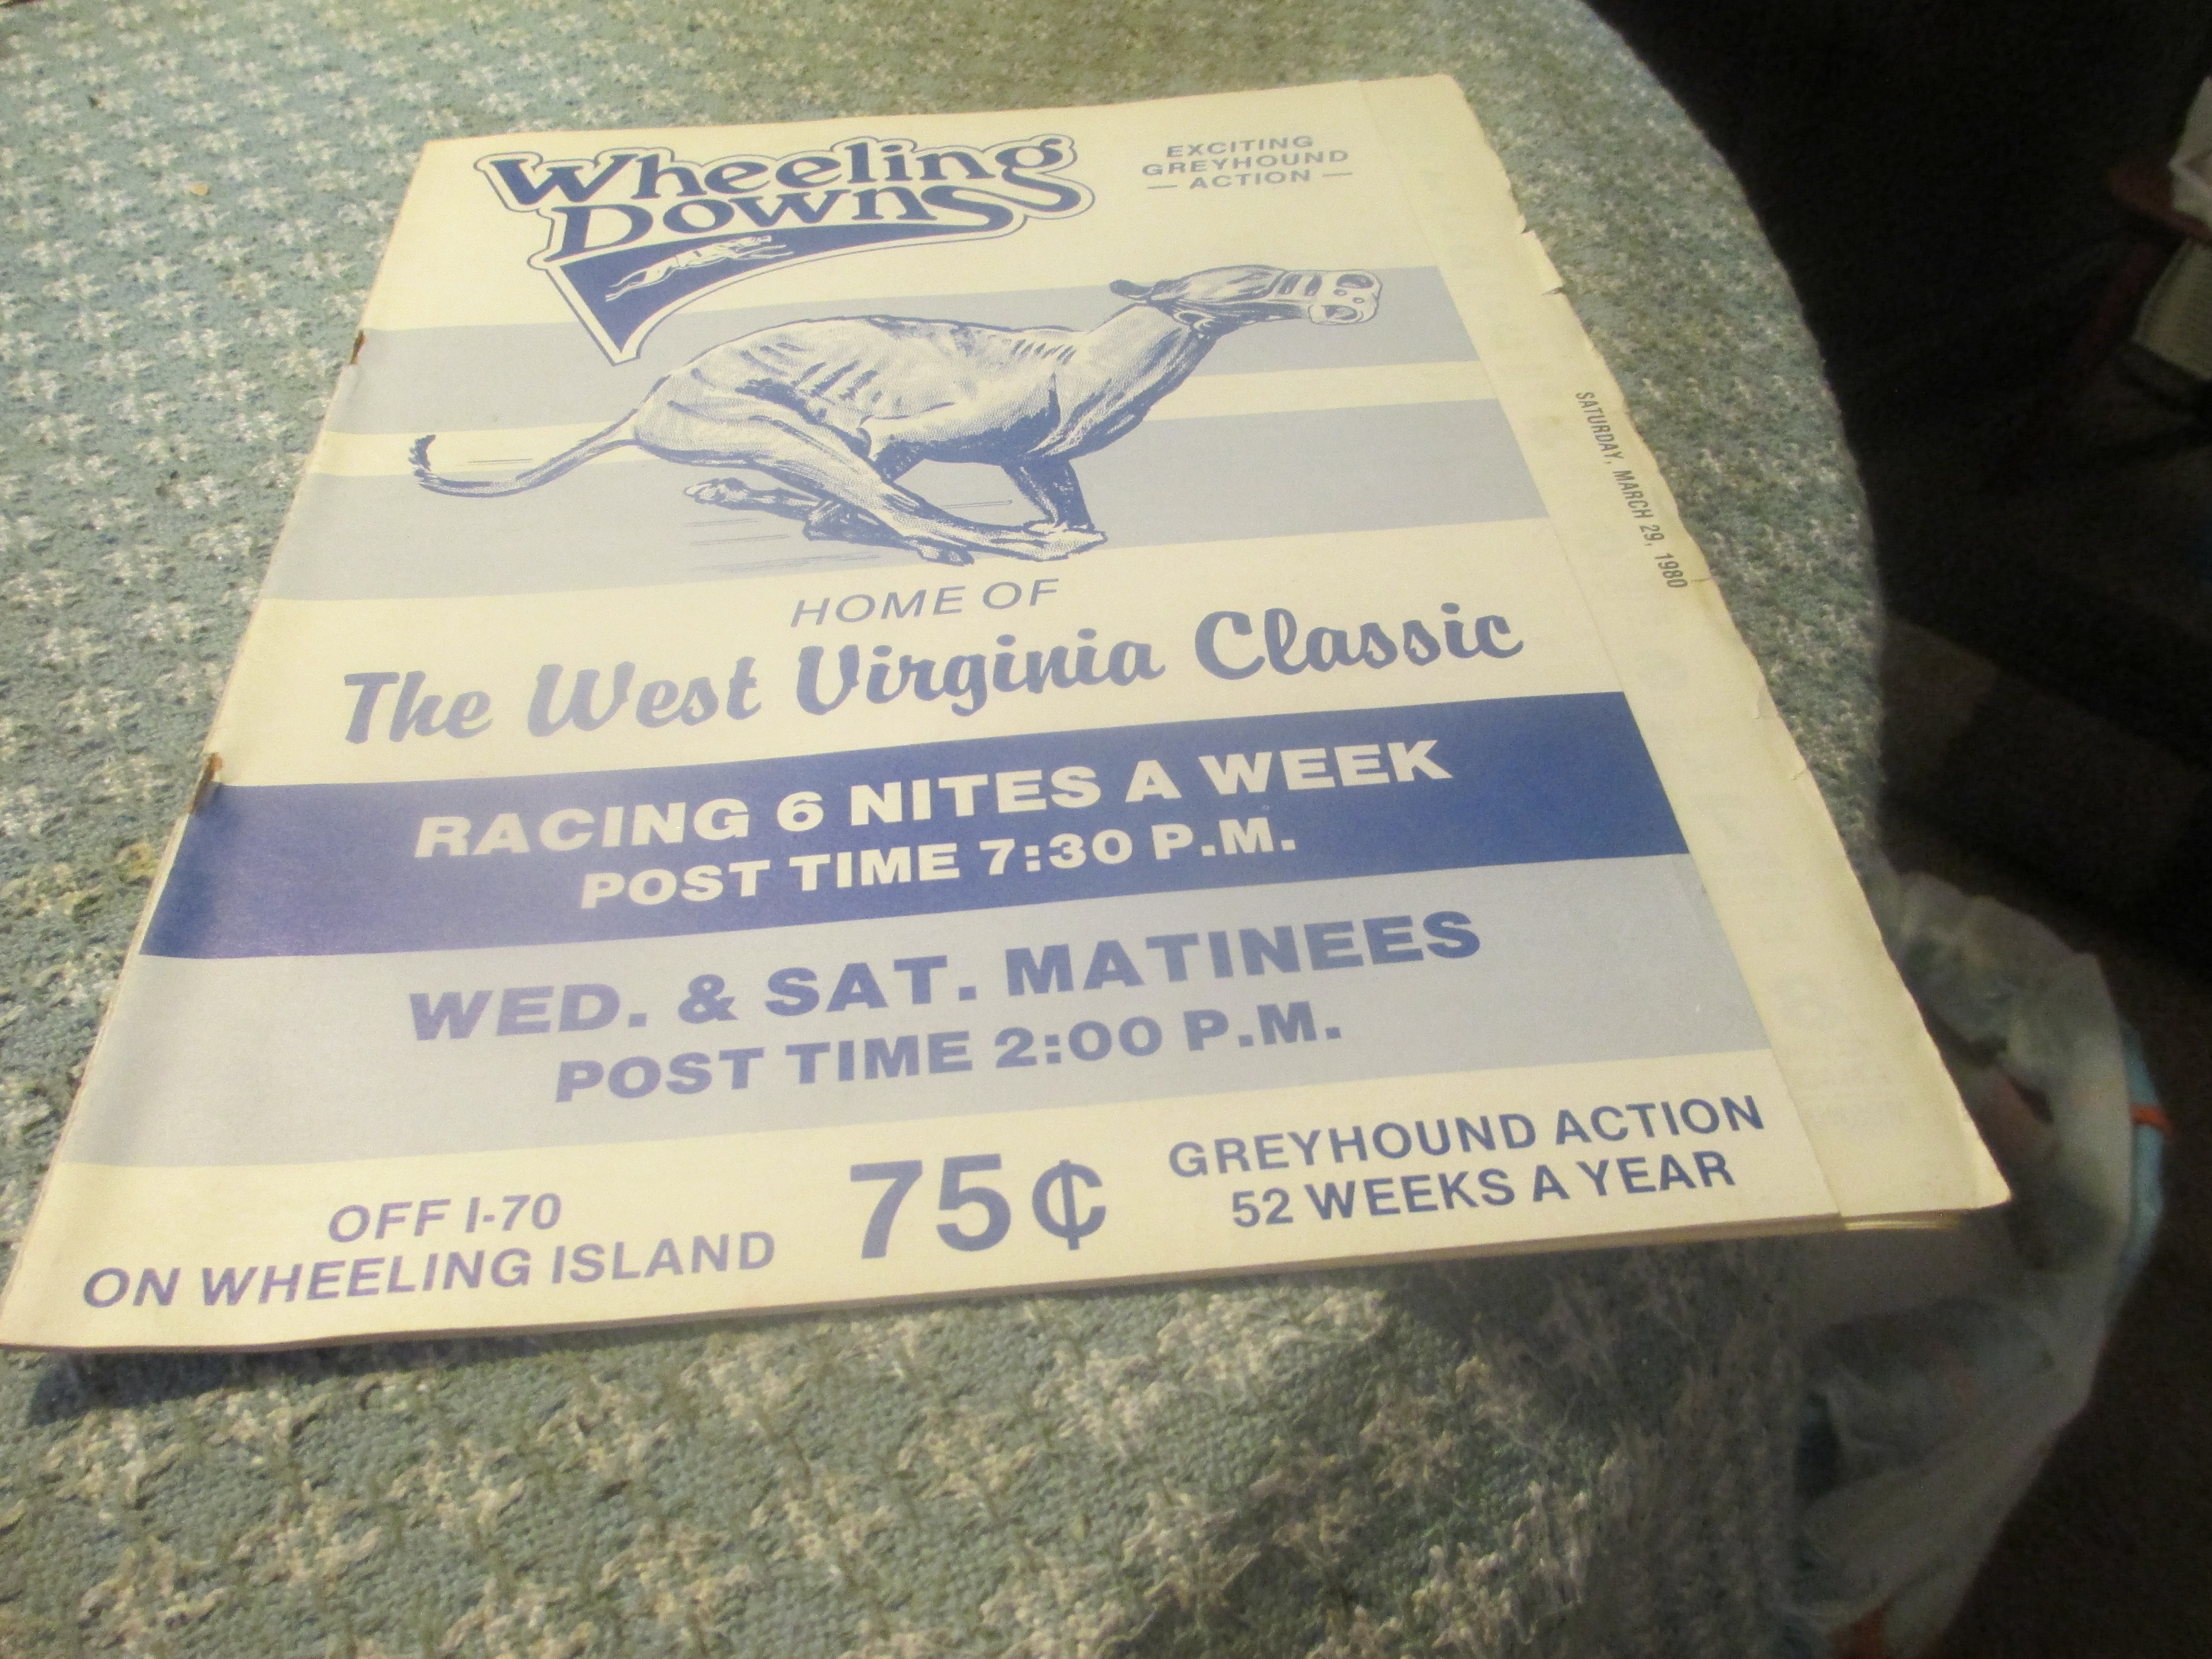 Wheeling
Downs
EXCITING
GREYHOUND
— ACTION —
SATURDAY, MARCH 29, 1980
HOME OF
The West Virginia Classic
RACING 6 NITES A WEEK
POST TIME 7:30 P.M.
WED. & SAT. MATINEES
POST TIME 2:00 P.M.
OFF I-70
ON WHEELING ISLAND
75¢
GREYHOUND ACTION
52 WEEKS A YEAR